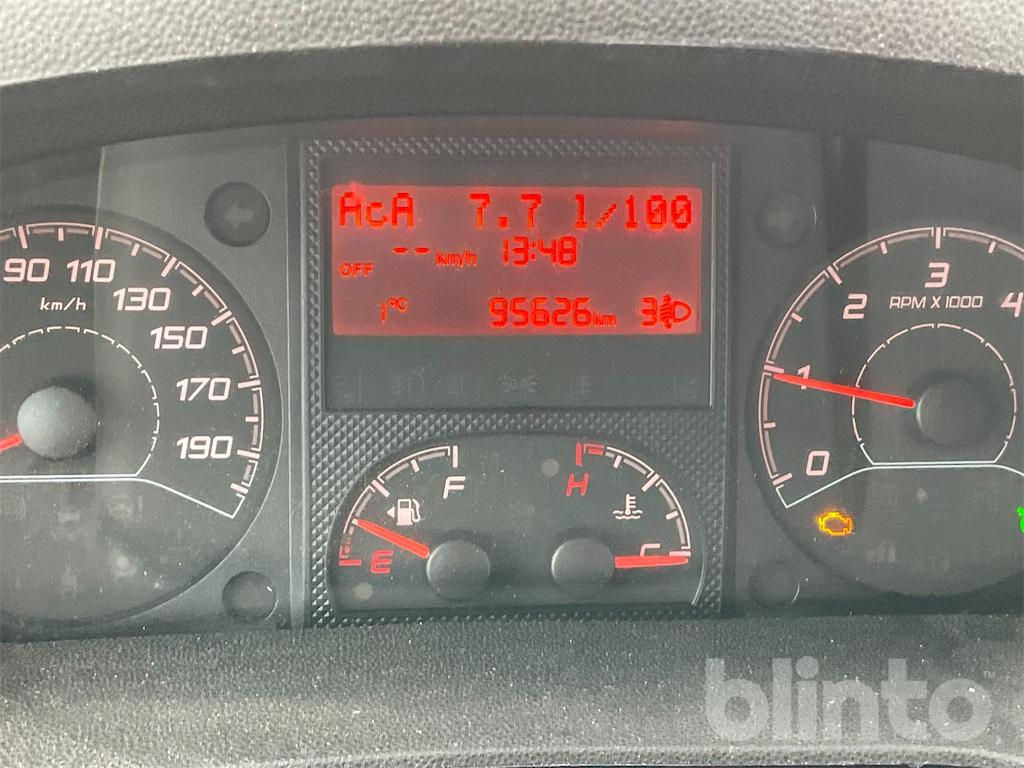 AcA 7.7 l/100
-- km/h 13:48
OFF
1°C 95626km 3
90 110 130 150 170 190
km/h
0 1 2 3 4
RPM X 1000
E F
H C
blinto™